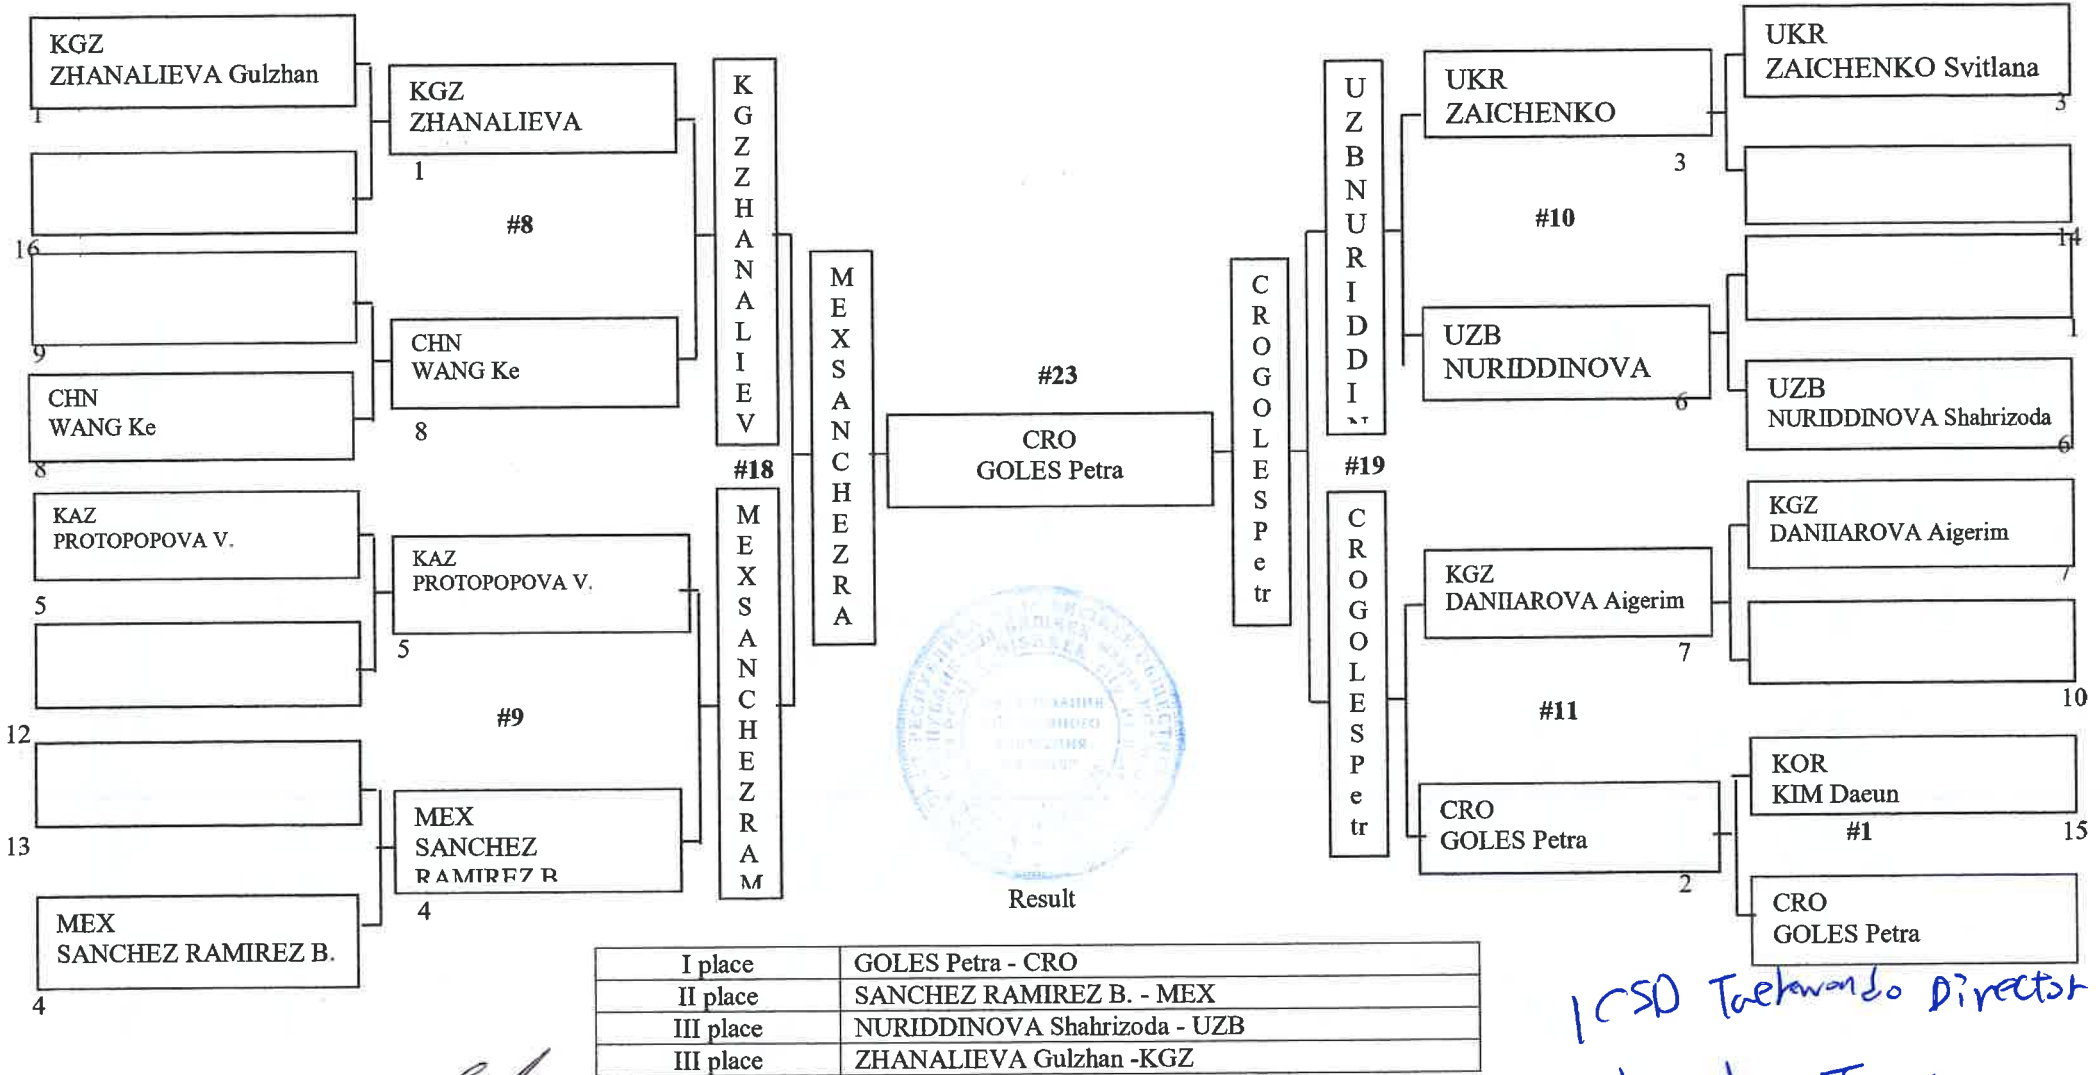 KGZ
ZHANALIEVA Gulzhan
1
16
9
CHN
WANG Ke
8
KAZ
PROTOPOPOVA V.
5
12
13
MEX
SANCHEZ RAMIREZ B.
4
KGZ
ZHANALIEVA
1
#8
CHN
WANG Ke
8
KAZ
PROTOPOPOVA V.
5
#9
MEX
SANCHEZ
RAMIREZ B
4
KGZZHANALIEV
#18
MEXSANCHEZRAM
MEXSANCHEZRA
#23
CRO
GOLES Petra
CROGOLESPetr
UZBNURIDDIN
#19
CROGOLESPetr
UKR
ZAICHENKO
3
#10
UZB
NURIDDINOVA
6
KGZ
DANIIAROVA Aigerim
7
#11
CRO
GOLES Petra
2
UKR
ZAICHENKO Svitlana
3
14
1
UZB
NURIDDINOVA Shahrizoda
6
KGZ
DANIIAROVA Aigerim
7
10
KOR
KIM Daeun
#1
15
CRO
GOLES Petra
Result
I place GOLES Petra - CRO
II place SANCHEZ RAMIREZ B. - MEX
III place NURIDDINOVA Shahrizoda - UZB
III place ZHANALIEVA Gulzhan -KGZ
ICSD Taekwondo Director